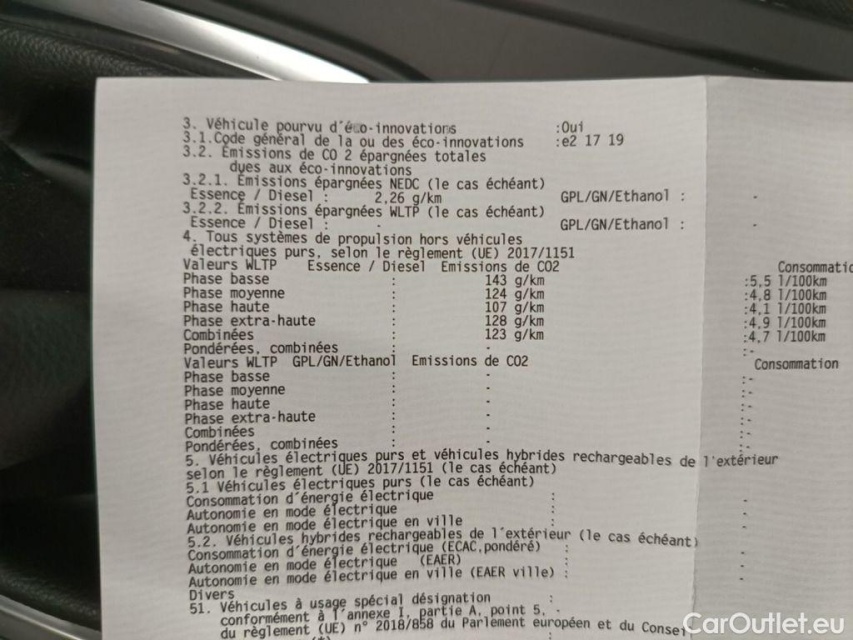 3. Véhicule pourvu d'éco-innovations :Oui
3.1.Code général de la ou des éco-innovations :e2 17 19
3.2. Emissions de CO 2 épargnées totales
dues aux éco-innovations
3.2.1. Émissions épargnées NEDC (le cas échéant)
Essence / Diesel : 2,26 g/km GPL/GN/Ethanol : -
3.2.2. Émissions épargnées WLTP (le cas échéant)
Essence / Diesel : - GPL/GN/Ethanol : -
4. Tous systèmes de propulsion hors véhicules
électriques purs, selon le règlement (UE) 2017/1151
Valeurs WLTP Essence / Diesel Emissions de CO2 Consommatio
Phase basse : 143 g/km :5,5 l/100km
Phase moyenne : 124 g/km :4,8 l/100km
Phase haute : 107 g/km :4,1 l/100km
Phase extra-haute : 128 g/km :4,9 l/100km
Combinées : 123 g/km :4,7 l/100km
Pondérées, combinées : :-
Valeurs WLTP GPL/GN/Ethanol Emissions de CO2 Consommation
Phase basse : - :-
Phase moyenne : - :-
Phase haute : - :-
Phase extra-haute : - :-
Combinées : - :-
Pondérées, combinées : - :-
5. Véhicules électriques purs et véhicules hybrides rechargeables de l'extérieur
selon le règlement (UE) 2017/1151 (le cas échéant)
5.1 Véhicules électriques purs (le cas échéant)
Consommation d'énergie électrique : -
Autonomie en mode électrique : -
Autonomie en mode électrique en ville : -
5.2. Véhicules hybrides rechargeables de l'extérieur (le cas échéant)
Consommation d'énergie électrique (ECAC,pondéré) : -
Autonomie en mode électrique (EAER) : -
Autonomie en mode électrique en ville (EAER ville) : -
Divers
51. Véhicules à usage spécial désignation :
conformément à l'annexe I, partie A, point 5, -
du règlement (UE) n° 2018/858 du Parlement européen et du Conseil
CarOutlet.eu